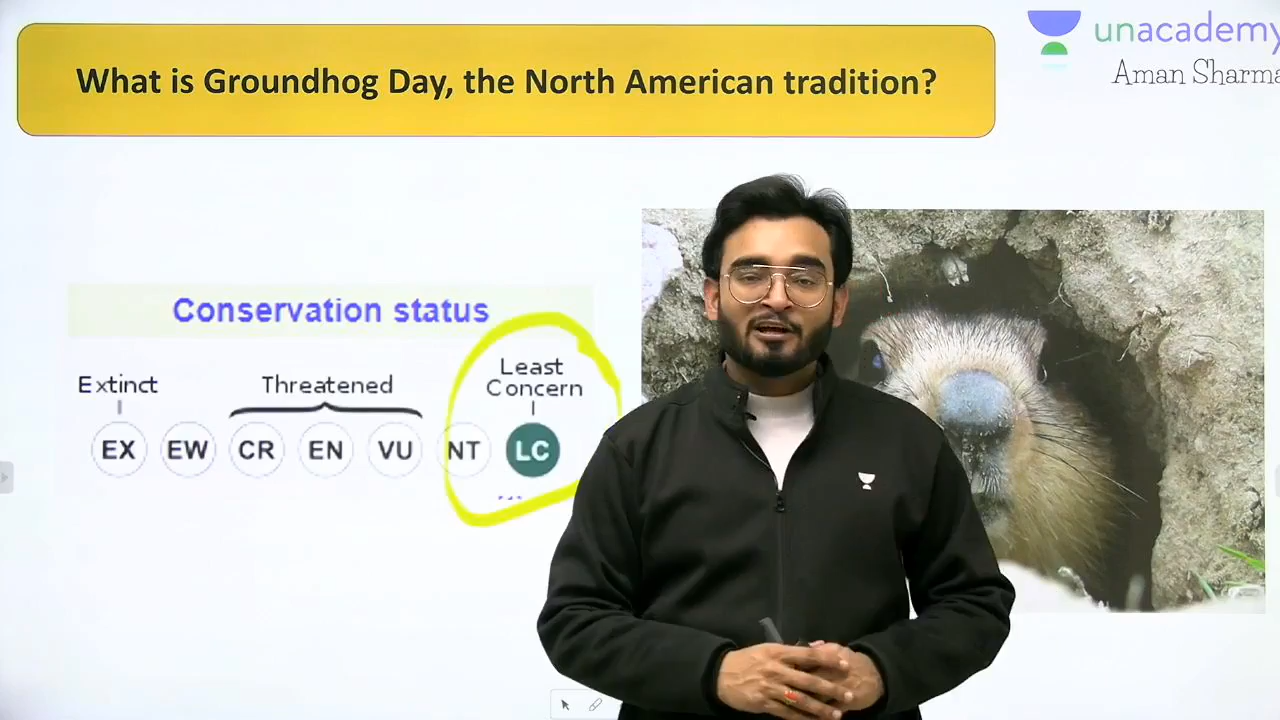 What is Groundhog Day, the North American tradition?
unacademy
Aman Sharma
Conservation status
Extinct
Threatened
Least
Concern
EX EW CR EN VU NT LC